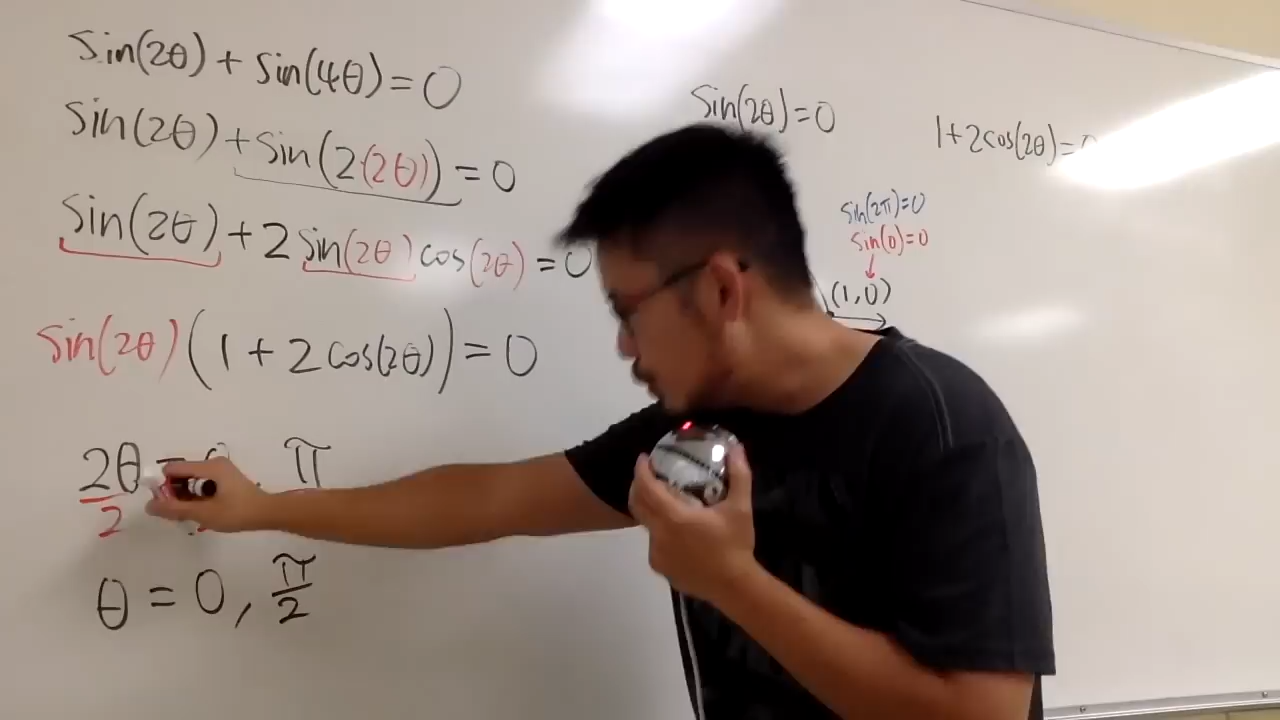 sin(2θ) + sin(4θ) = 0
sin(2θ) + sin(2(2θ)) = 0
sin(2θ) + 2 sin(2θ) cos(2θ) = 0
sin(2θ)(1 + 2 cos(2θ)) = 0
2θ = , π
2
θ = 0, π/2
sin(2θ) = 0
sin(2π) = 0
sin(0) = 0
(1, 0)
1 + 2cos(2θ) = 0